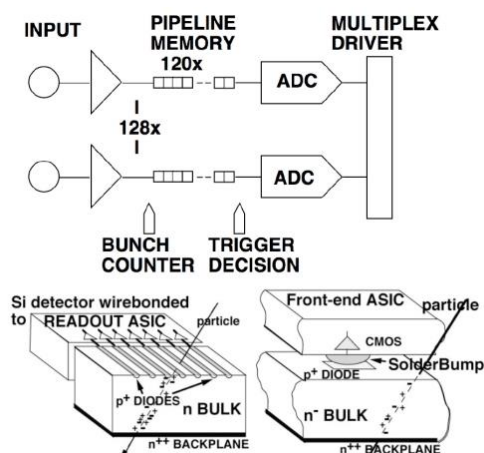 INPUT
PIPELINE
MEMORY
120x
MULTIPLEX
DRIVER
ADC
128x
ADC
BUNCH
COUNTER
TRIGGER
DECISION
Si detector wirebonded
to READOUT ASIC
particle
p+ DIODES
n BULK
n++ BACKPLANE
Front-end ASIC
particle
CMOS
SolderBump
p+ DIODE
n- BULK
n++ BACKPLANE